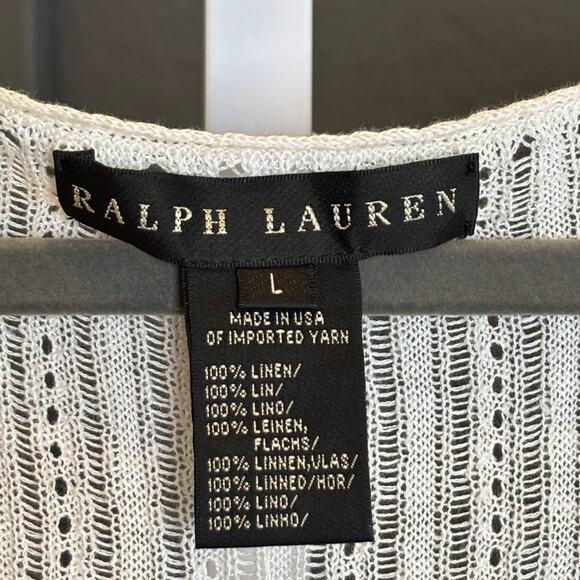 RALPH LAUREN
L
MADE IN USA
OF IMPORTED YARN
100% LINEN/
100% LIN/
100% LINO/
100% LEINEN,
FLACHS/
100% LINNEN,VLAS/
100% LINNED/HOR/
100% LINO/
100% LINHO/